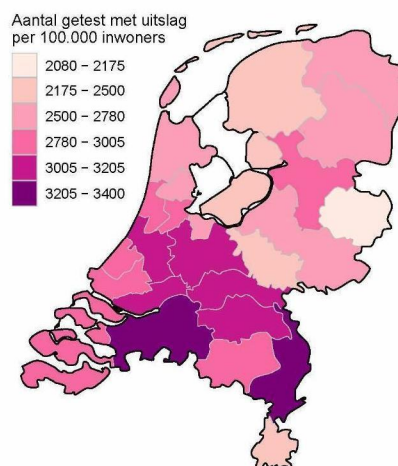 Aantal getest met uitslag
per 100.000 inwoners
2080 – 2175
2175 – 2500
2500 – 2780
2780 – 3005
3005 – 3205
3205 – 3400